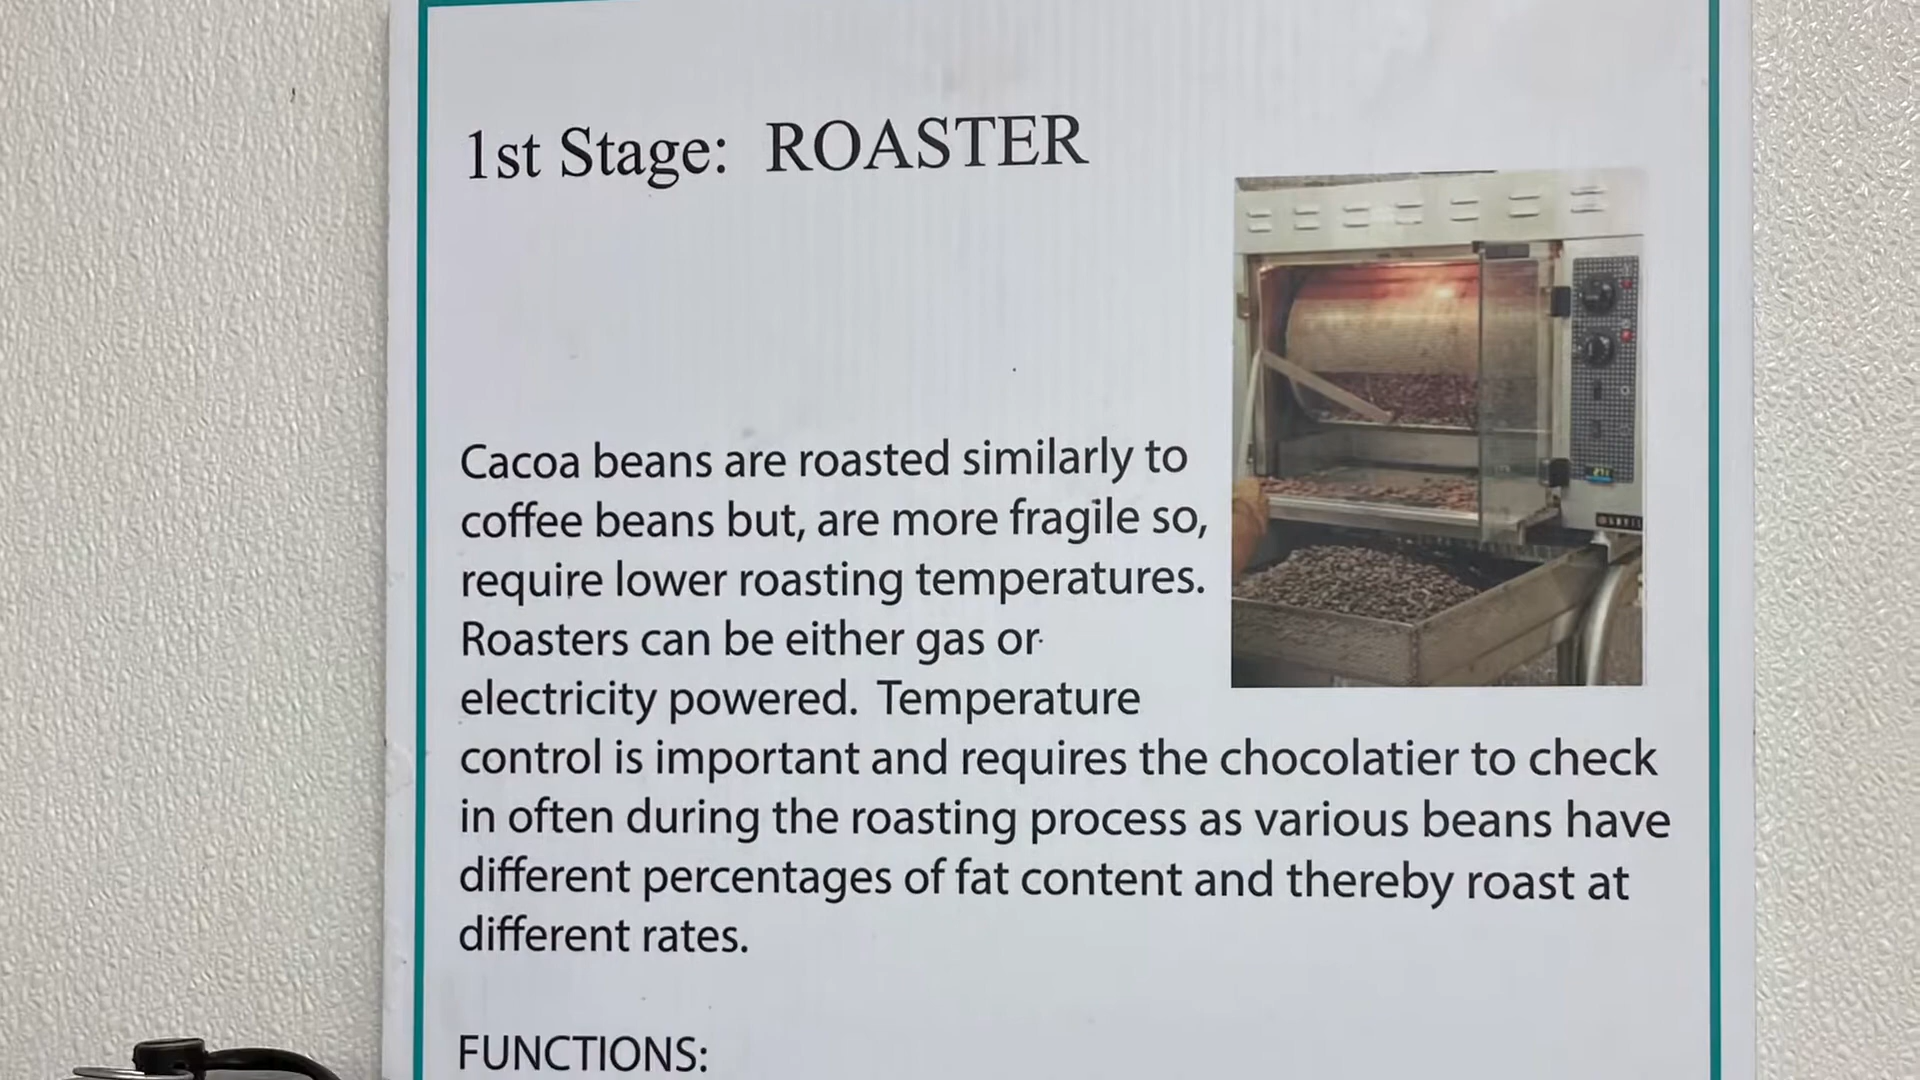 1st Stage: ROASTER
Cacoa beans are roasted similarly to
coffee beans but, are more fragile so,
require lower roasting temperatures.
Roasters can be either gas or
electricity powered. Temperature
control is important and requires the chocolatier to check
in often during the roasting process as various beans have
different percentages of fat content and thereby roast at
different rates.
FUNCTIONS: